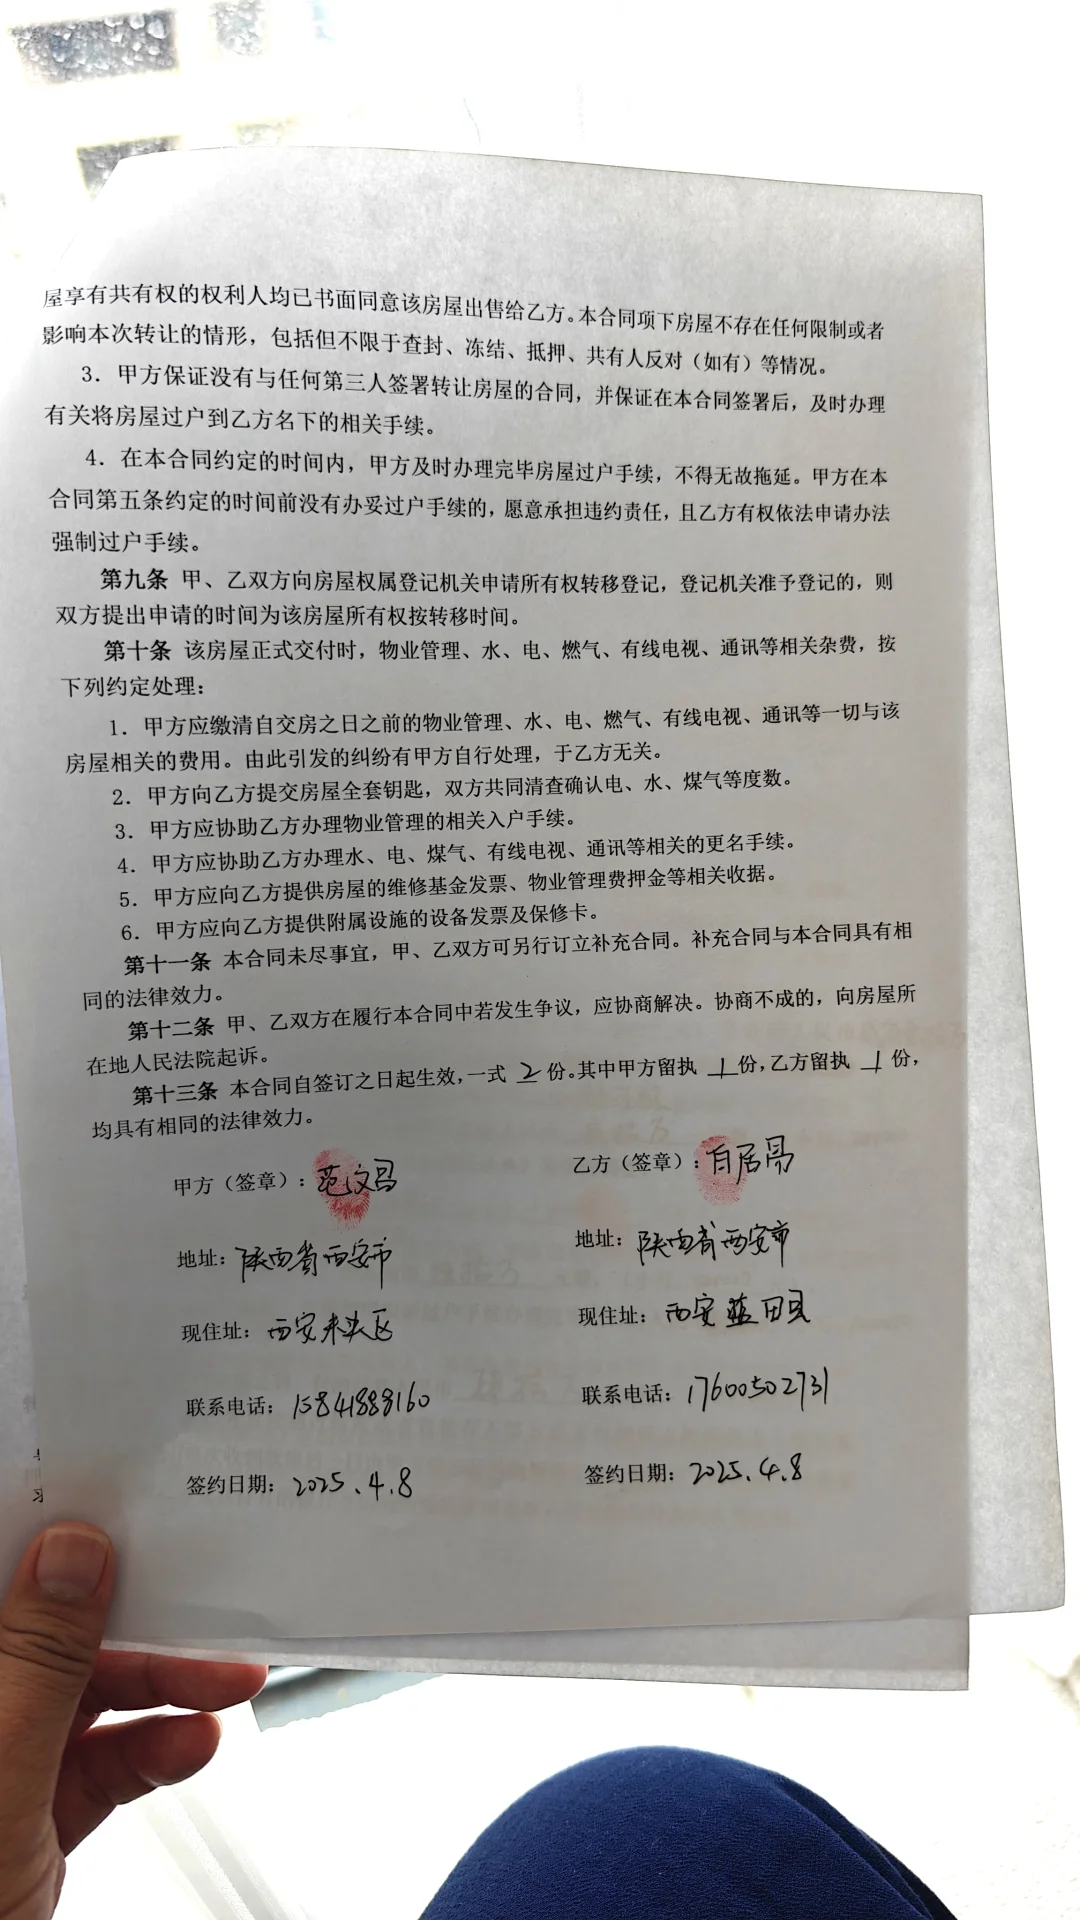 屋享有共有权的权利人均已书面同意该房屋出售给乙方。本合同项下房屋不存在任何限制或者
影响本次转让的情形，包括但不限于查封、冻结、抵押、共有人反对（如有）等情况。
3．甲方保证没有与任何第三人签署转让房屋的合同，并保证在本合同签署后，及时办理
有关将房屋过户到乙方名下的相关手续。
4．在本合同约定的时间内，甲方及时办理完毕房屋过户手续，不得无故拖延。甲方在本
合同第五条约定的时间前没有办妥过户手续的，愿意承担违约责任，且乙方有权依法申请办法
强制过户手续。
第九条 甲、乙双方向房屋权属登记机关申请所有权转移登记，登记机关准予登记的，则
双方提出申请的时间为该房屋所有权按转移时间。
第十条 该房屋正式交付时，物业管理、水、电、燃气、有线电视、通讯等相关杂费，按
下列约定处理：
1．甲方应缴清自交房之日之前的物业管理、水、电、燃气、有线电视、通讯等一切与该
房屋相关的费用。由此引发的纠纷有甲方自行处理，于乙方无关。
2．甲方向乙方提交房屋全套钥匙，双方共同清查确认电、水、煤气等度数。
3．甲方应协助乙方办理物业管理的相关入户手续。
4．甲方应协助乙方办理水、电、煤气、有线电视、通讯等相关的更名手续。
5．甲方应向乙方提供房屋的维修基金发票、物业管理费押金等相关收据。
6．甲方应向乙方提供附属设施的设备发票及保修卡。
第十一条 本合同未尽事宜，甲、乙双方可另行订立补充合同。补充合同与本合同具有相
同的法律效力。
第十二条 甲、乙双方在履行本合同中若发生争议，应协商解决。协商不成的，向房屋所
在地人民法院起诉。
第十三条 本合同自签订之日起生效，一式 2 份。其中甲方留执 1 份，乙方留执 1 份，
均具有相同的法律效力。
甲方（签章）：范文昌 乙方（签章）：白居易
地址：陕西省西安市 地址：陕西省西安市
现住址：西安未央区 现住址：西安蓝田县
联系电话：15841888160 联系电话：17600502731
签约日期：2025.4.8 签约日期：2025.4.8